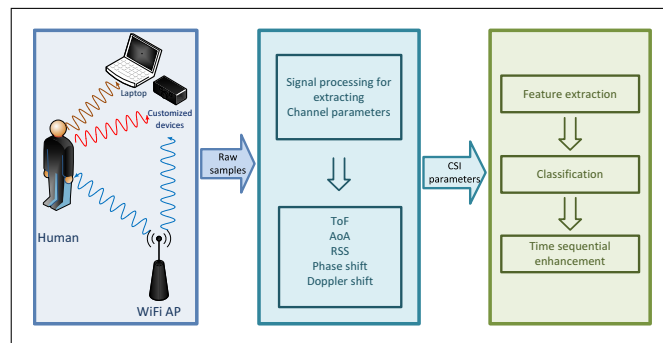 Laptop
Customized
devices
Human
WiFi AP
Raw
samples
Signal processing for
extracting
Channel parameters
ToF
AoA
RSS
Phase shift
Doppler shift
CSI
parameters
Feature extraction
Classification
Time sequential
enhancement